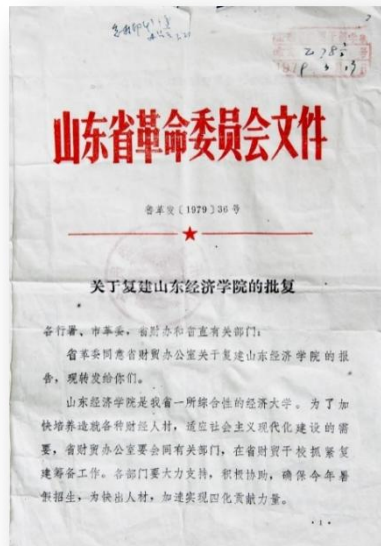 山东省革命委员会文件
鲁革发〔1979〕36号
关于复建山东经济学院的批复
各行署、市革委,省财办和省直有关部门:
省革委同意省财贸办公室关于复建山东经济学院的报
告,现转发给你们。
山东经济学院是我省一所综合性的经济大学。为了加
快培养造就各种财经人材,适应社会主义现代化建设的需
要,省财贸办公室要会同有关部门,在省财贸干校抓紧复
建筹备工作。各部门要大力支持,积极协助,确保今年暑
假招生,为快出人材,加速实现四化贡献力量。
·1·